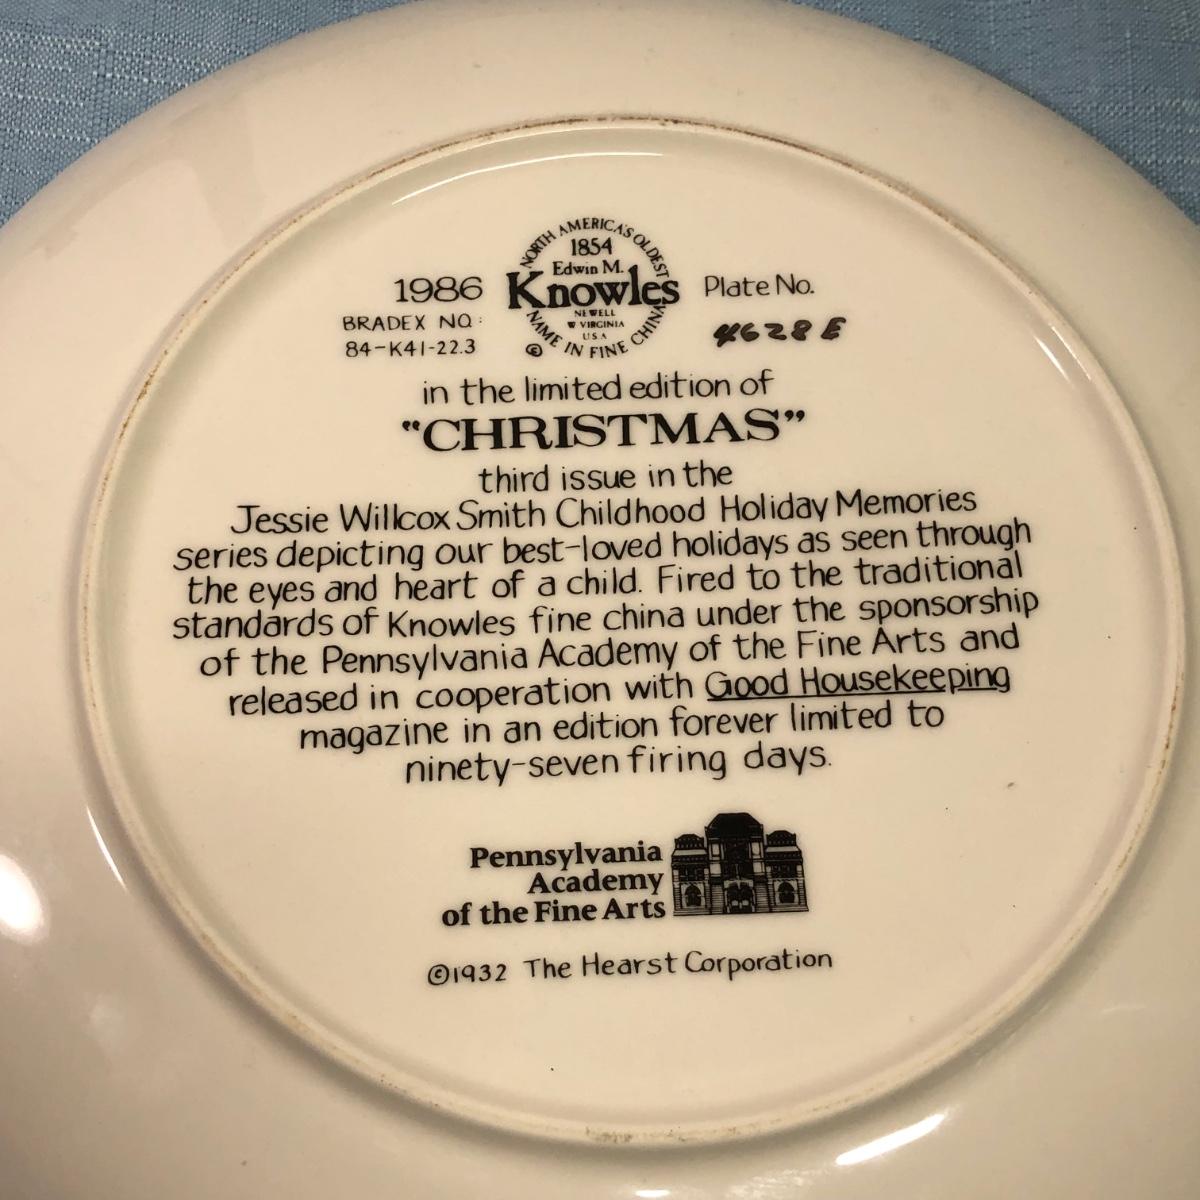 NORTH AMERICA'S OLDEST
1854
Edwin M.
1986 Knowles Plate No.
BRADEX NO: NEWELL 4628E
84-K41-22.3 W VIRGINIA
U.S.A
© NAME IN FINE CHINA
in the limited edition of
"CHRISTMAS"
third issue in the
Jessie Willcox Smith Childhood Holiday Memories
series depicting our best-loved holidays as seen through
the eyes and heart of a child. Fired to the traditional
standards of Knowles fine china under the sponsorship
of the Pennsylvania Academy of the Fine Arts and
released in cooperation with Good Housekeeping
magazine in an edition forever limited to
ninety-seven firing days.
Pennsylvania
Academy
of the Fine Arts
©1932 The Hearst Corporation